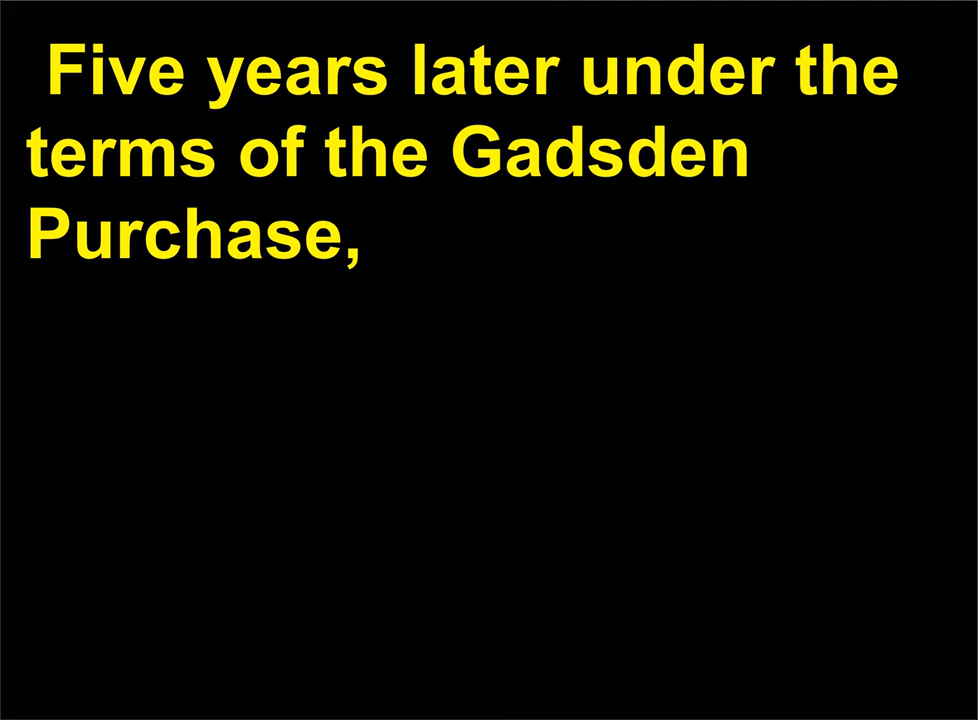 Five years later under the
terms of the Gadsden
Purchase,